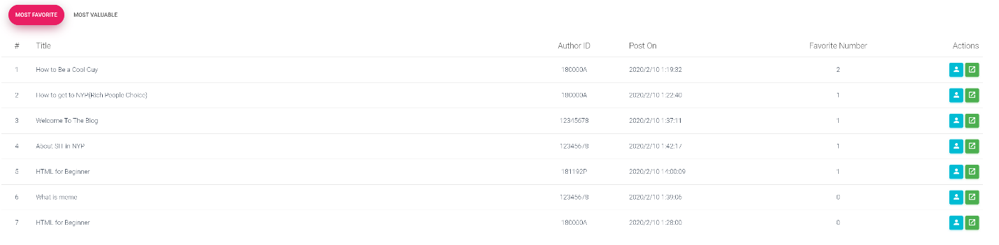 MOST FAVORITE MOST VALUABLE
# Title Author ID Post On Favorite Number Actions
1 How to Be a Cool Guy 180000A 2020/2/10 1:19:32 2
2 How to get to NYP(Rich People Choice) 180000A 2020/2/10 1:22:40 1
3 Welcome To The Blog 12345678 2020/2/10 1:37:11 1
4 About SIT in NYP 12345678 2020/2/10 1:42:17 1
5 HTML for Beginner 181192P 2020/2/10 14:00:09 1
6 What is meme 12345678 2020/2/10 1:39:06 0
7 HTML for Beginner 180000A 2020/2/10 1:28:00 0